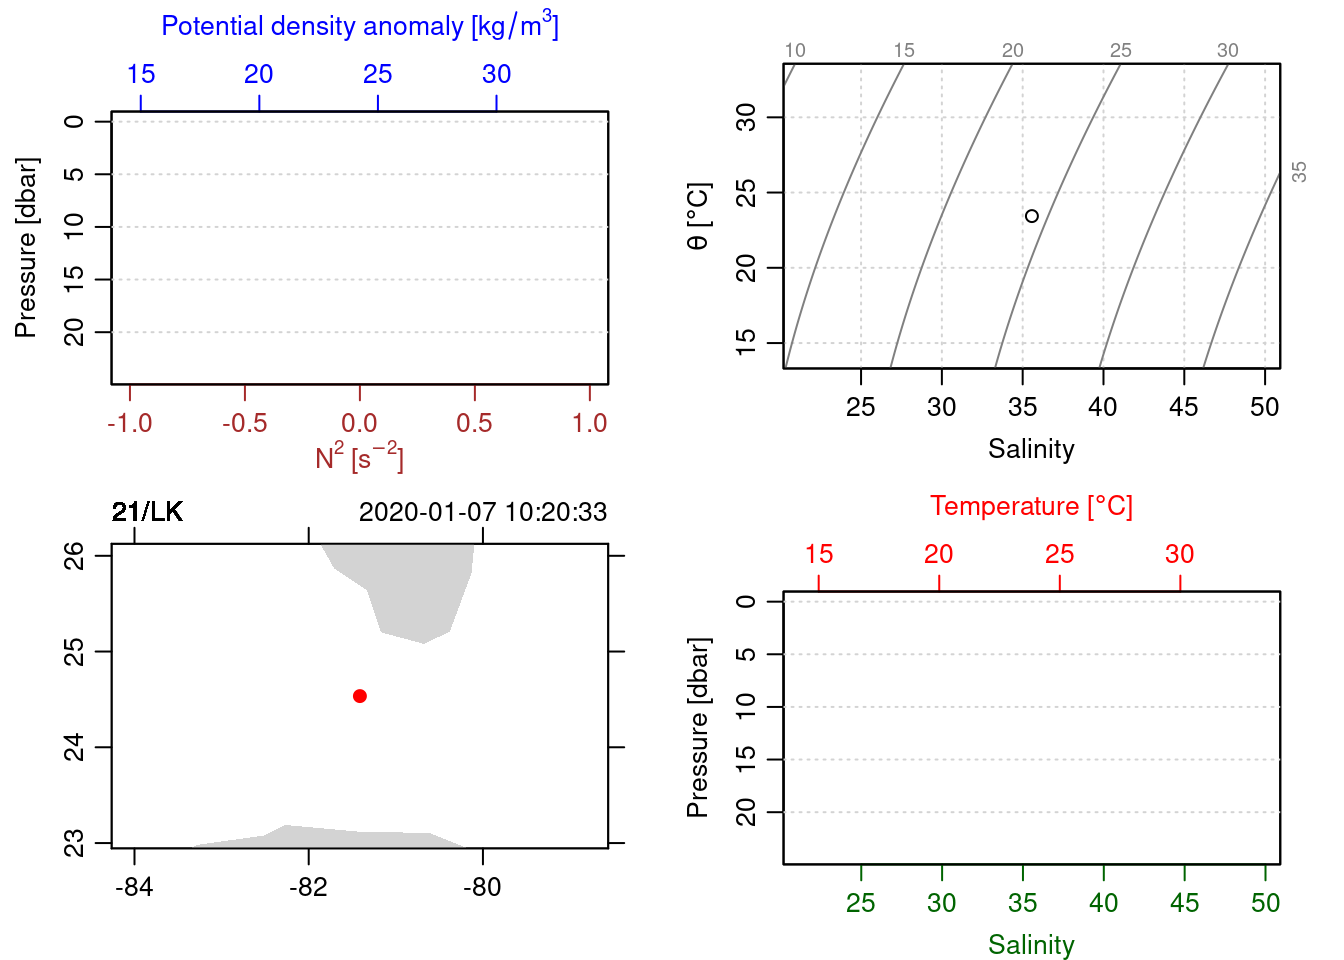 Potential density anomaly [kg/m³]
15 20 25 30
0
5
10
15
20
Pressure [dbar]
-1.0 -0.5 0.0 0.5 1.0
N² [s⁻²]
10 15 20 25 30
35
30
25
20
15
θ [°C]
25 30 35 40 45 50
Salinity
21/LK 2020-01-07 10:20:33
26
25
24
23
-84 -82 -80
Temperature [°C]
15 20 25 30
0
5
10
15
20
Pressure [dbar]
25 30 35 40 45 50
Salinity